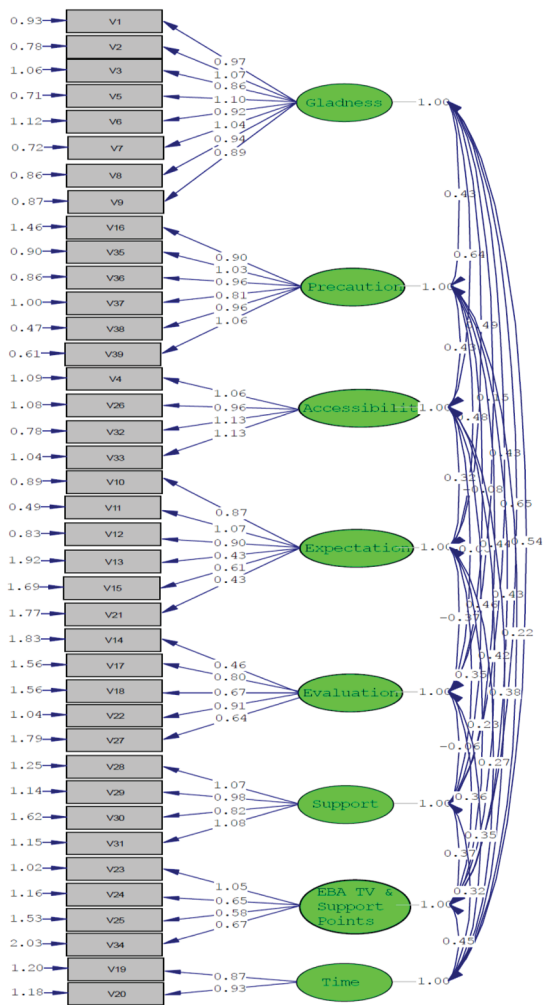 0.93 V1
0.78 V2
1.06 V3
0.71 V5
1.12 V6
0.72 V7
0.86 V8
0.87 V9
0.97
1.07
0.86
1.10
0.92
1.04
0.94
0.89
Gladness 1.00
1.46 V16
0.90 V35
0.86 V36
1.00 V37
0.47 V38
0.61 V39
0.90
1.03
0.96
0.81
0.96
1.06
Precaution 1.00
1.09 V4
1.08 V26
0.78 V32
1.04 V33
1.06
0.96
1.13
1.13
Accessibilit 1.00
0.89 V10
0.49 V11
0.83 V12
1.92 V13
1.69 V15
1.77 V21
0.87
1.07
0.90
0.43
0.61
0.43
Expectation 1.00
1.83 V14
1.56 V17
1.56 V18
1.04 V22
1.79 V27
0.46
0.80
0.67
0.91
0.64
Evaluation 1.00
1.25 V28
1.14 V29
1.62 V30
1.15 V31
1.07
0.98
0.82
1.08
Support 1.00
1.02 V23
1.16 V24
1.53 V25
2.03 V34
1.05
0.65
0.58
0.67
EBA TV &
Support
Points
1.00
1.20 V19
1.18 V20
0.87
0.93
Time 1.00
0.43
0.64
0.49
0.43
0.48
0.43
0.32
-0.08
0.65
0.44
0.54
0.46
0.43
-0.37
0.22
0.42
0.35
0.38
0.23
-0.06
0.27
0.36
0.35
0.37
0.32
0.45